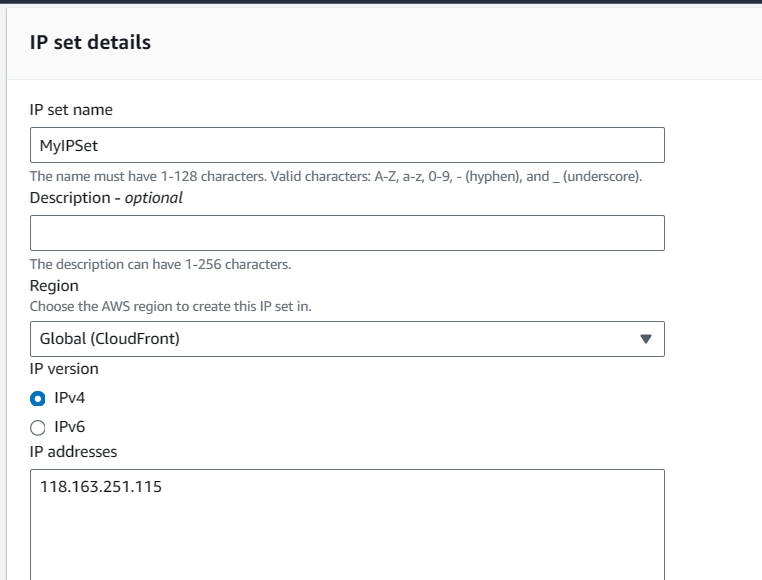 IP set details
IP set name
MyIPSet
The name must have 1-128 characters. Valid characters: A-Z, a-z, 0-9, - (hyphen), and _ (underscore).
Description - optional
The description can have 1-256 characters.
Region
Choose the AWS region to create this IP set in.
Global (CloudFront)
IP version
IPv4
IPv6
IP addresses
118.163.251.115